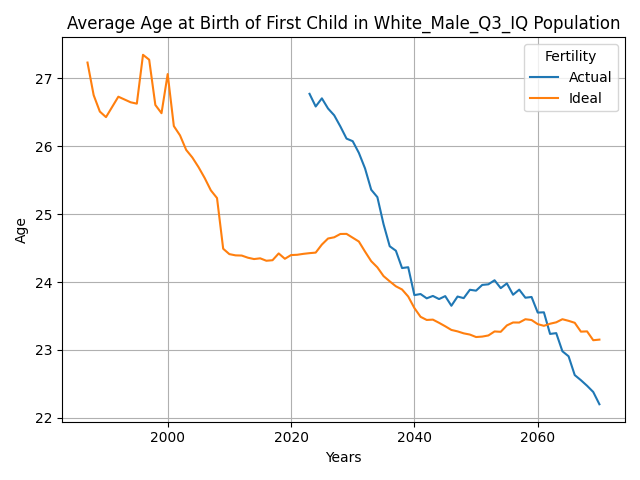 Average Age at Birth of First Child in White_Male_Q3_IQ Population
Fertility
Actual
Ideal
Age
27
26
25
24
23
22
2000
2020
2040
2060
Years